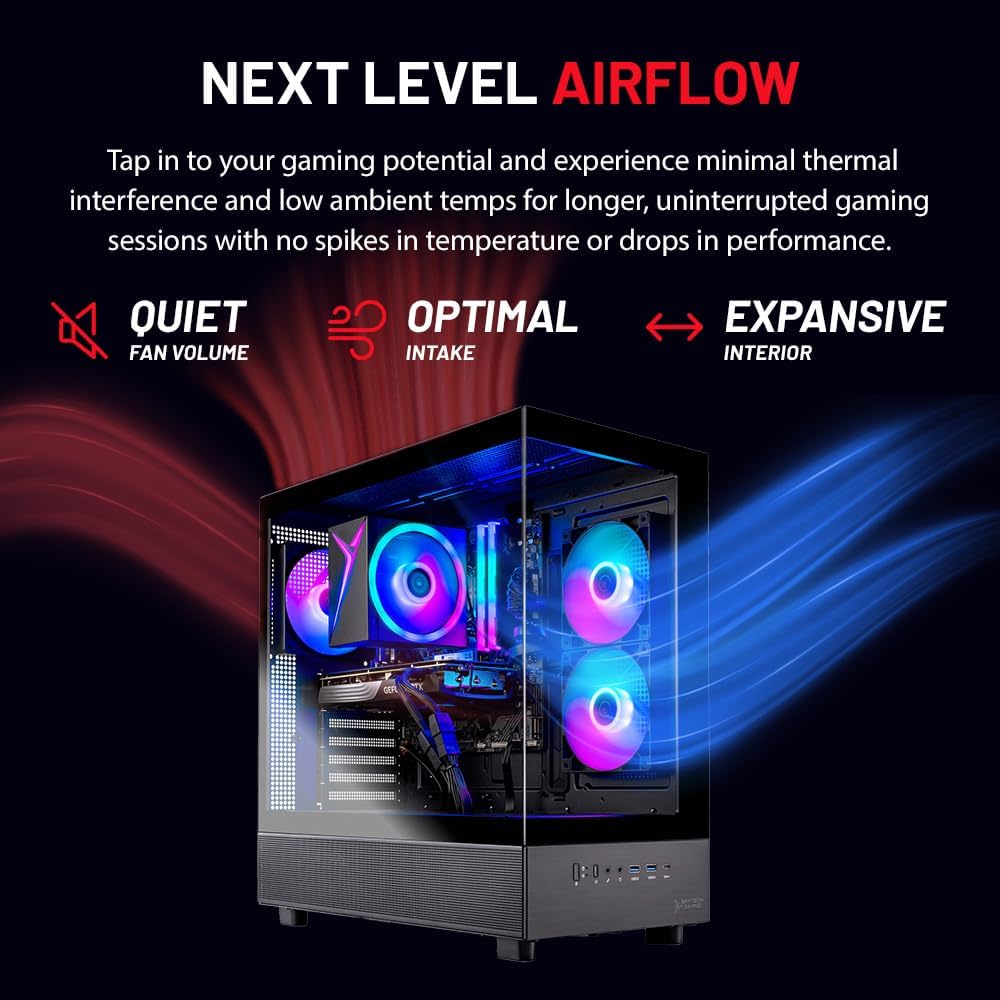 NEXT LEVEL AIRFLOW
Tap in to your gaming potential and experience minimal thermal
interference and low ambient temps for longer, uninterrupted gaming
sessions with no spikes in temperature or drops in performance.
QUIET
FAN VOLUME
OPTIMAL
INTAKE
EXPANSIVE
INTERIOR
SKYTECH
GAMING